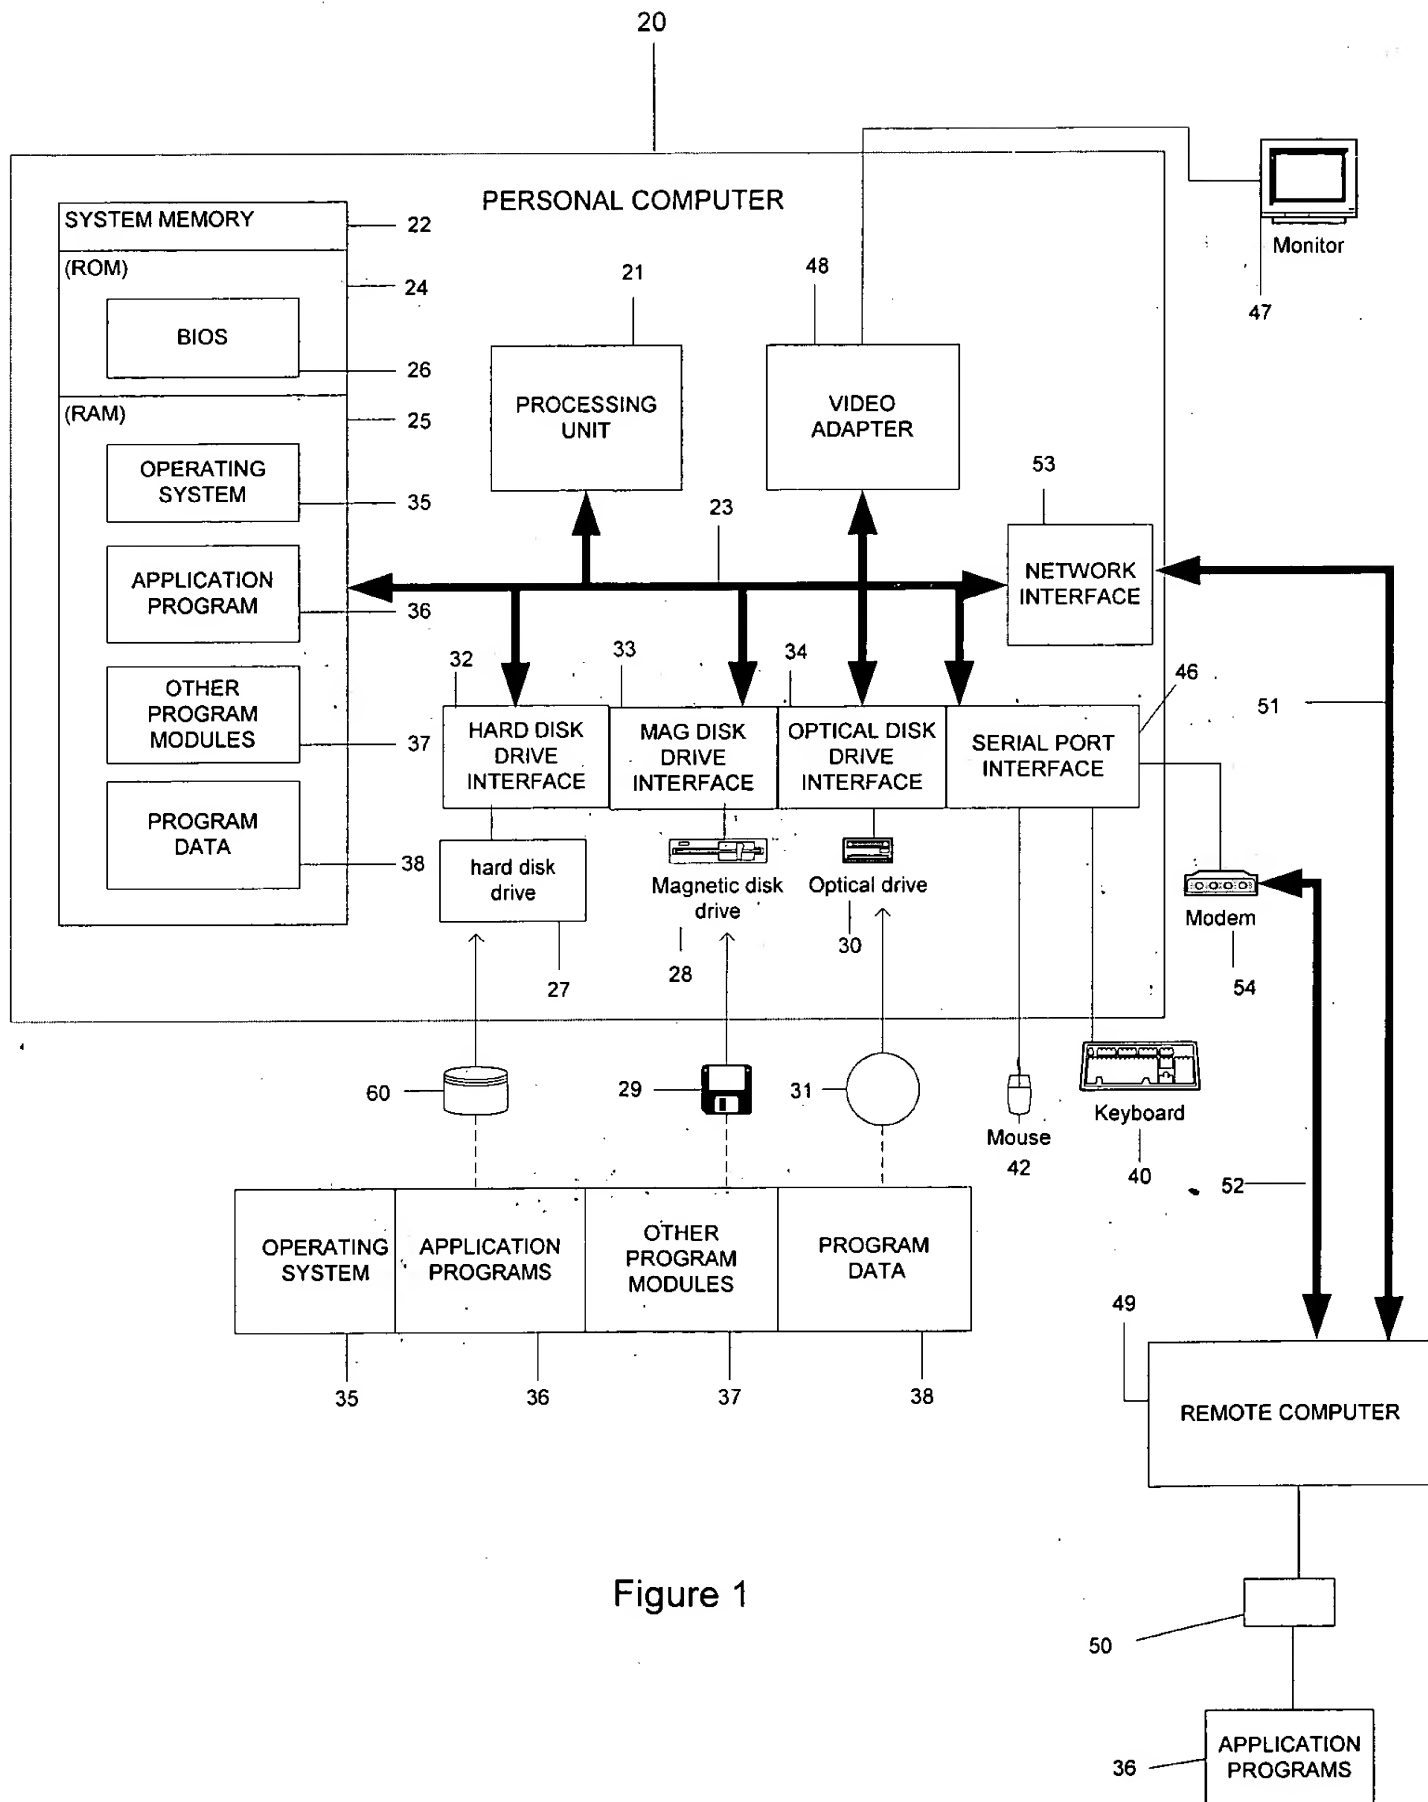 20
PERSONAL COMPUTER
SYSTEM MEMORY
22
(ROM)
24
BIOS
26
(RAM)
25
OPERATING
SYSTEM
35
APPLICATION
PROGRAM
36
OTHER
PROGRAM
MODULES
37
PROGRAM
DATA
38
21
PROCESSING
UNIT
48
VIDEO
ADAPTER
Monitor
47
23
53
NETWORK
INTERFACE
32
HARD DISK
DRIVE
INTERFACE
33
MAG DISK
DRIVE
INTERFACE
34
OPTICAL DISK
DRIVE
INTERFACE
46
SERIAL PORT
INTERFACE
51
hard disk
drive
27
Magnetic disk
drive
28
Optical drive
30
Modem
54
60
29
31
Mouse
42
Keyboard
40
52
OPERATING
SYSTEM
APPLICATION
PROGRAMS
OTHER
PROGRAM
MODULES
PROGRAM
DATA
35
36
37
38
49
REMOTE COMPUTER
Figure 1
50
36
APPLICATION
PROGRAMS